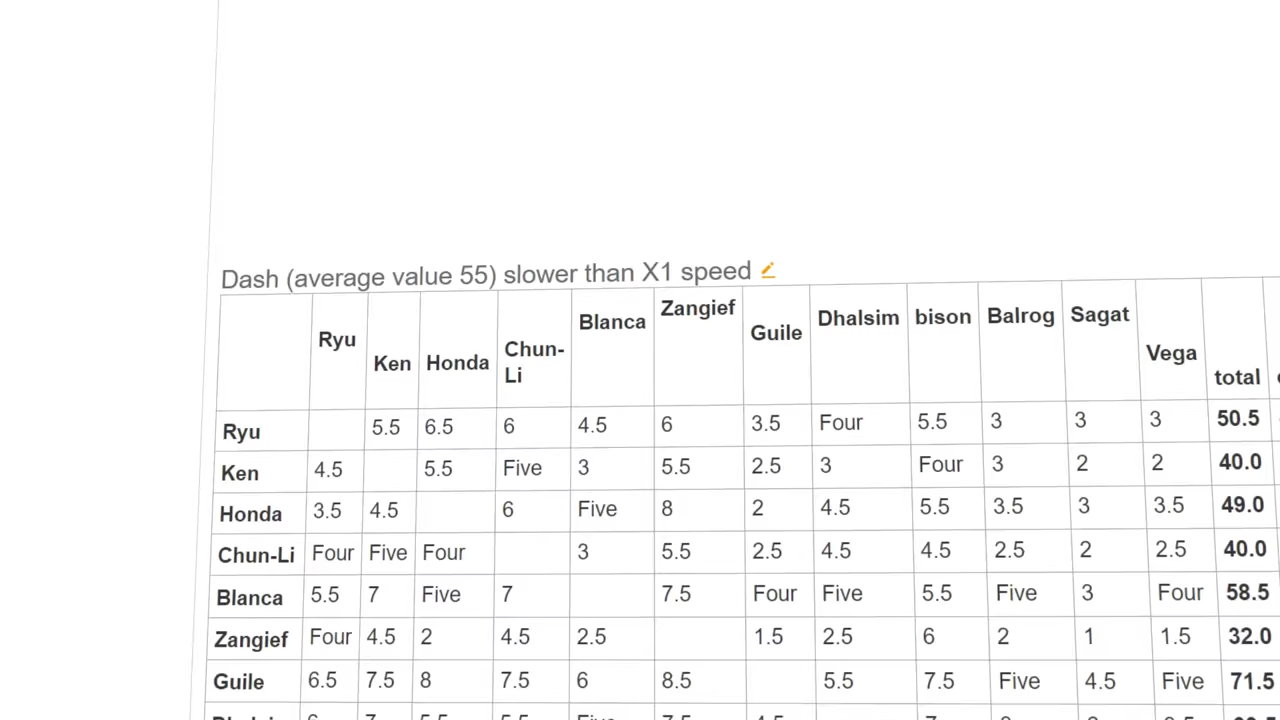 Dash (average value 55) slower than X1 speed
Ryu Ken Honda Chun-Li Blanca Zangief Guile Dhalsim bison Balrog Sagat Vega total
Ryu 5.5 6.5 6 4.5 6 3.5 Four 5.5 3 3 3 50.5
Ken 4.5 5.5 Five 3 5.5 2.5 3 Four 3 2 2 40.0
Honda 3.5 4.5 6 Five 8 2 4.5 5.5 3.5 3 3.5 49.0
Chun-Li Four Five Four 3 5.5 2.5 4.5 4.5 2.5 2 2.5 40.0
Blanca 5.5 7 Five 7 7.5 Four Five 5.5 Five 3 Four 58.5
Zangief Four 4.5 2 4.5 2.5 1.5 2.5 6 2 1 1.5 32.0
Guile 6.5 7.5 8 7.5 6 8.5 5.5 7.5 Five 4.5 Five 71.5